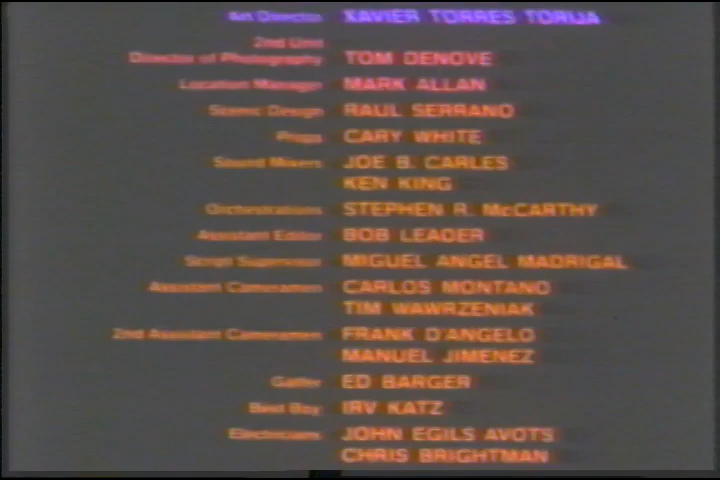 Art Director XAVIER TORRES TORIJA
2nd Unit
Director of Photography TOM DENOVE
Location Manager MARK ALLAN
Scenic Design RAUL SERRANO
Props CARY WHITE
Sound Mixers JOE B. CARLES
KEN KING
Orchestrations STEPHEN R. McCARTHY
Assistant Editor BOB LEADER
Script Supervisor MIGUEL ANGEL MADRIGAL
Assistant Cameramen CARLOS MONTANO
TIM WAWRZENIAK
2nd Assistant Cameramen FRANK D'ANGELO
MANUEL JIMENEZ
Gaffer ED BARGER
Best Boy IRV KATZ
Electricians JOHN EGILS AVOTS
CHRIS BRIGHTMAN